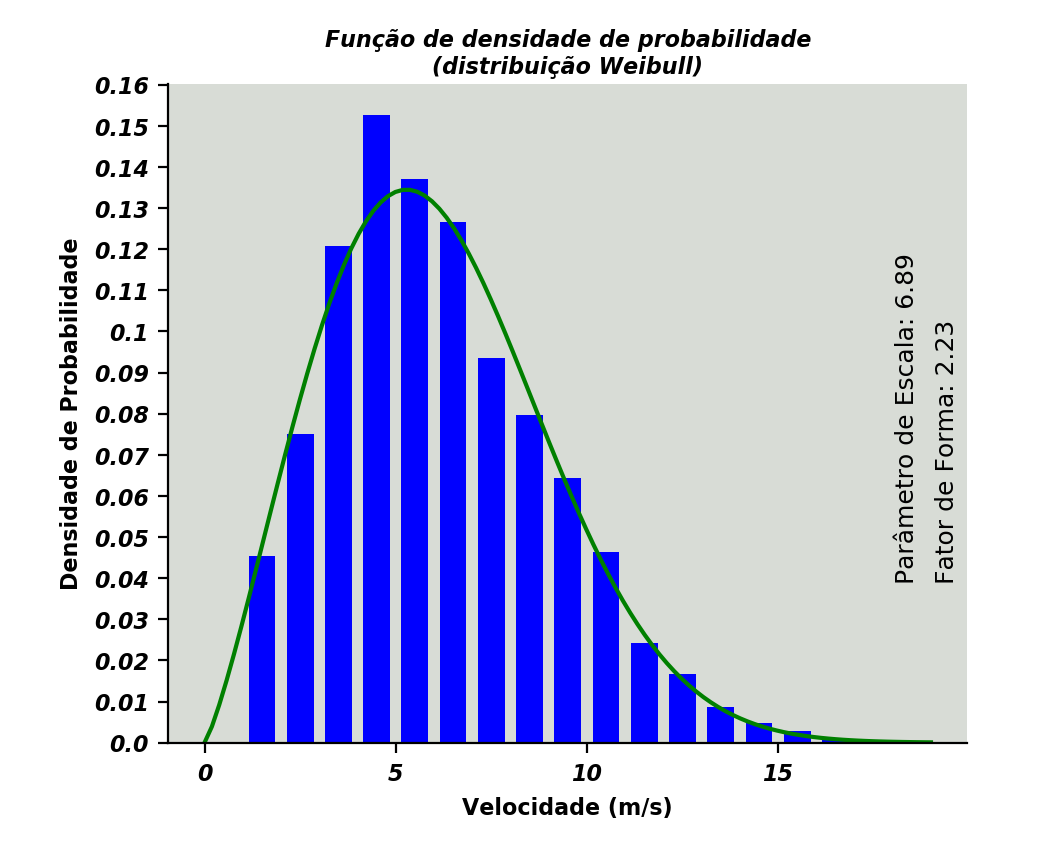 Função de densidade de probabilidade
(distribuição Weibull)
0.16
0.15
0.14
0.13
0.12
0.11
0.1
0.09
0.08
0.07
0.06
0.05
0.04
0.03
0.02
0.01
0.0
Densidade de Probabilidade
Parâmetro de Escala: 6.89
Fator de Forma: 2.23
0 5 10 15
Velocidade (m/s)